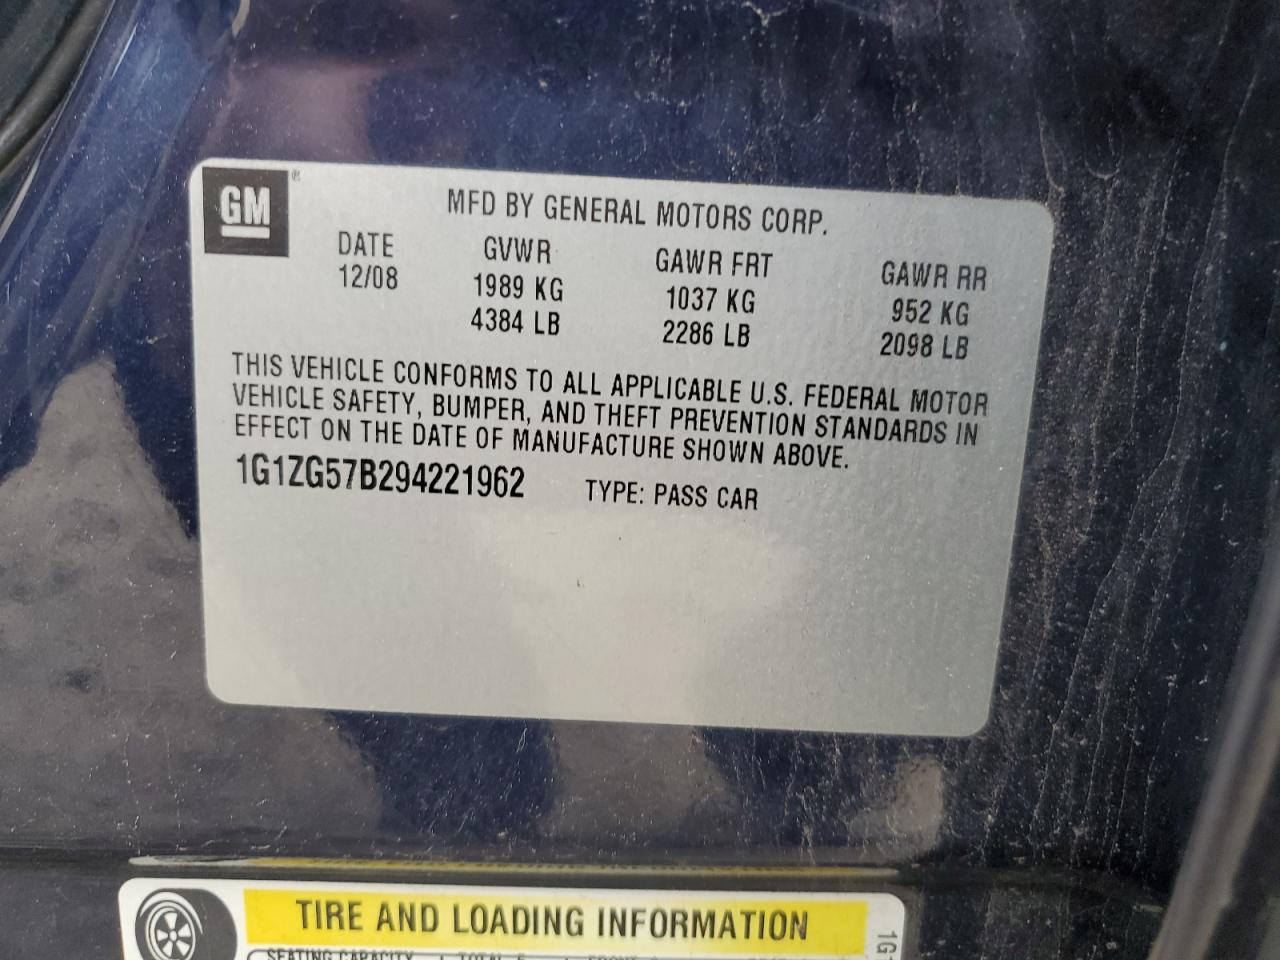 GM ®
MFD BY GENERAL MOTORS CORP.
DATE GVWR GAWR FRT GAWR RR
12/08 1989 KG 1037 KG 952 KG
4384 LB 2286 LB 2098 LB
THIS VEHICLE CONFORMS TO ALL APPLICABLE U.S. FEDERAL MOTOR
VEHICLE SAFETY, BUMPER, AND THEFT PREVENTION STANDARDS IN
EFFECT ON THE DATE OF MANUFACTURE SHOWN ABOVE.
1G1ZG57B294221962 TYPE: PASS CAR
TIRE AND LOADING INFORMATION
SEATING CAPACITY TOTAL